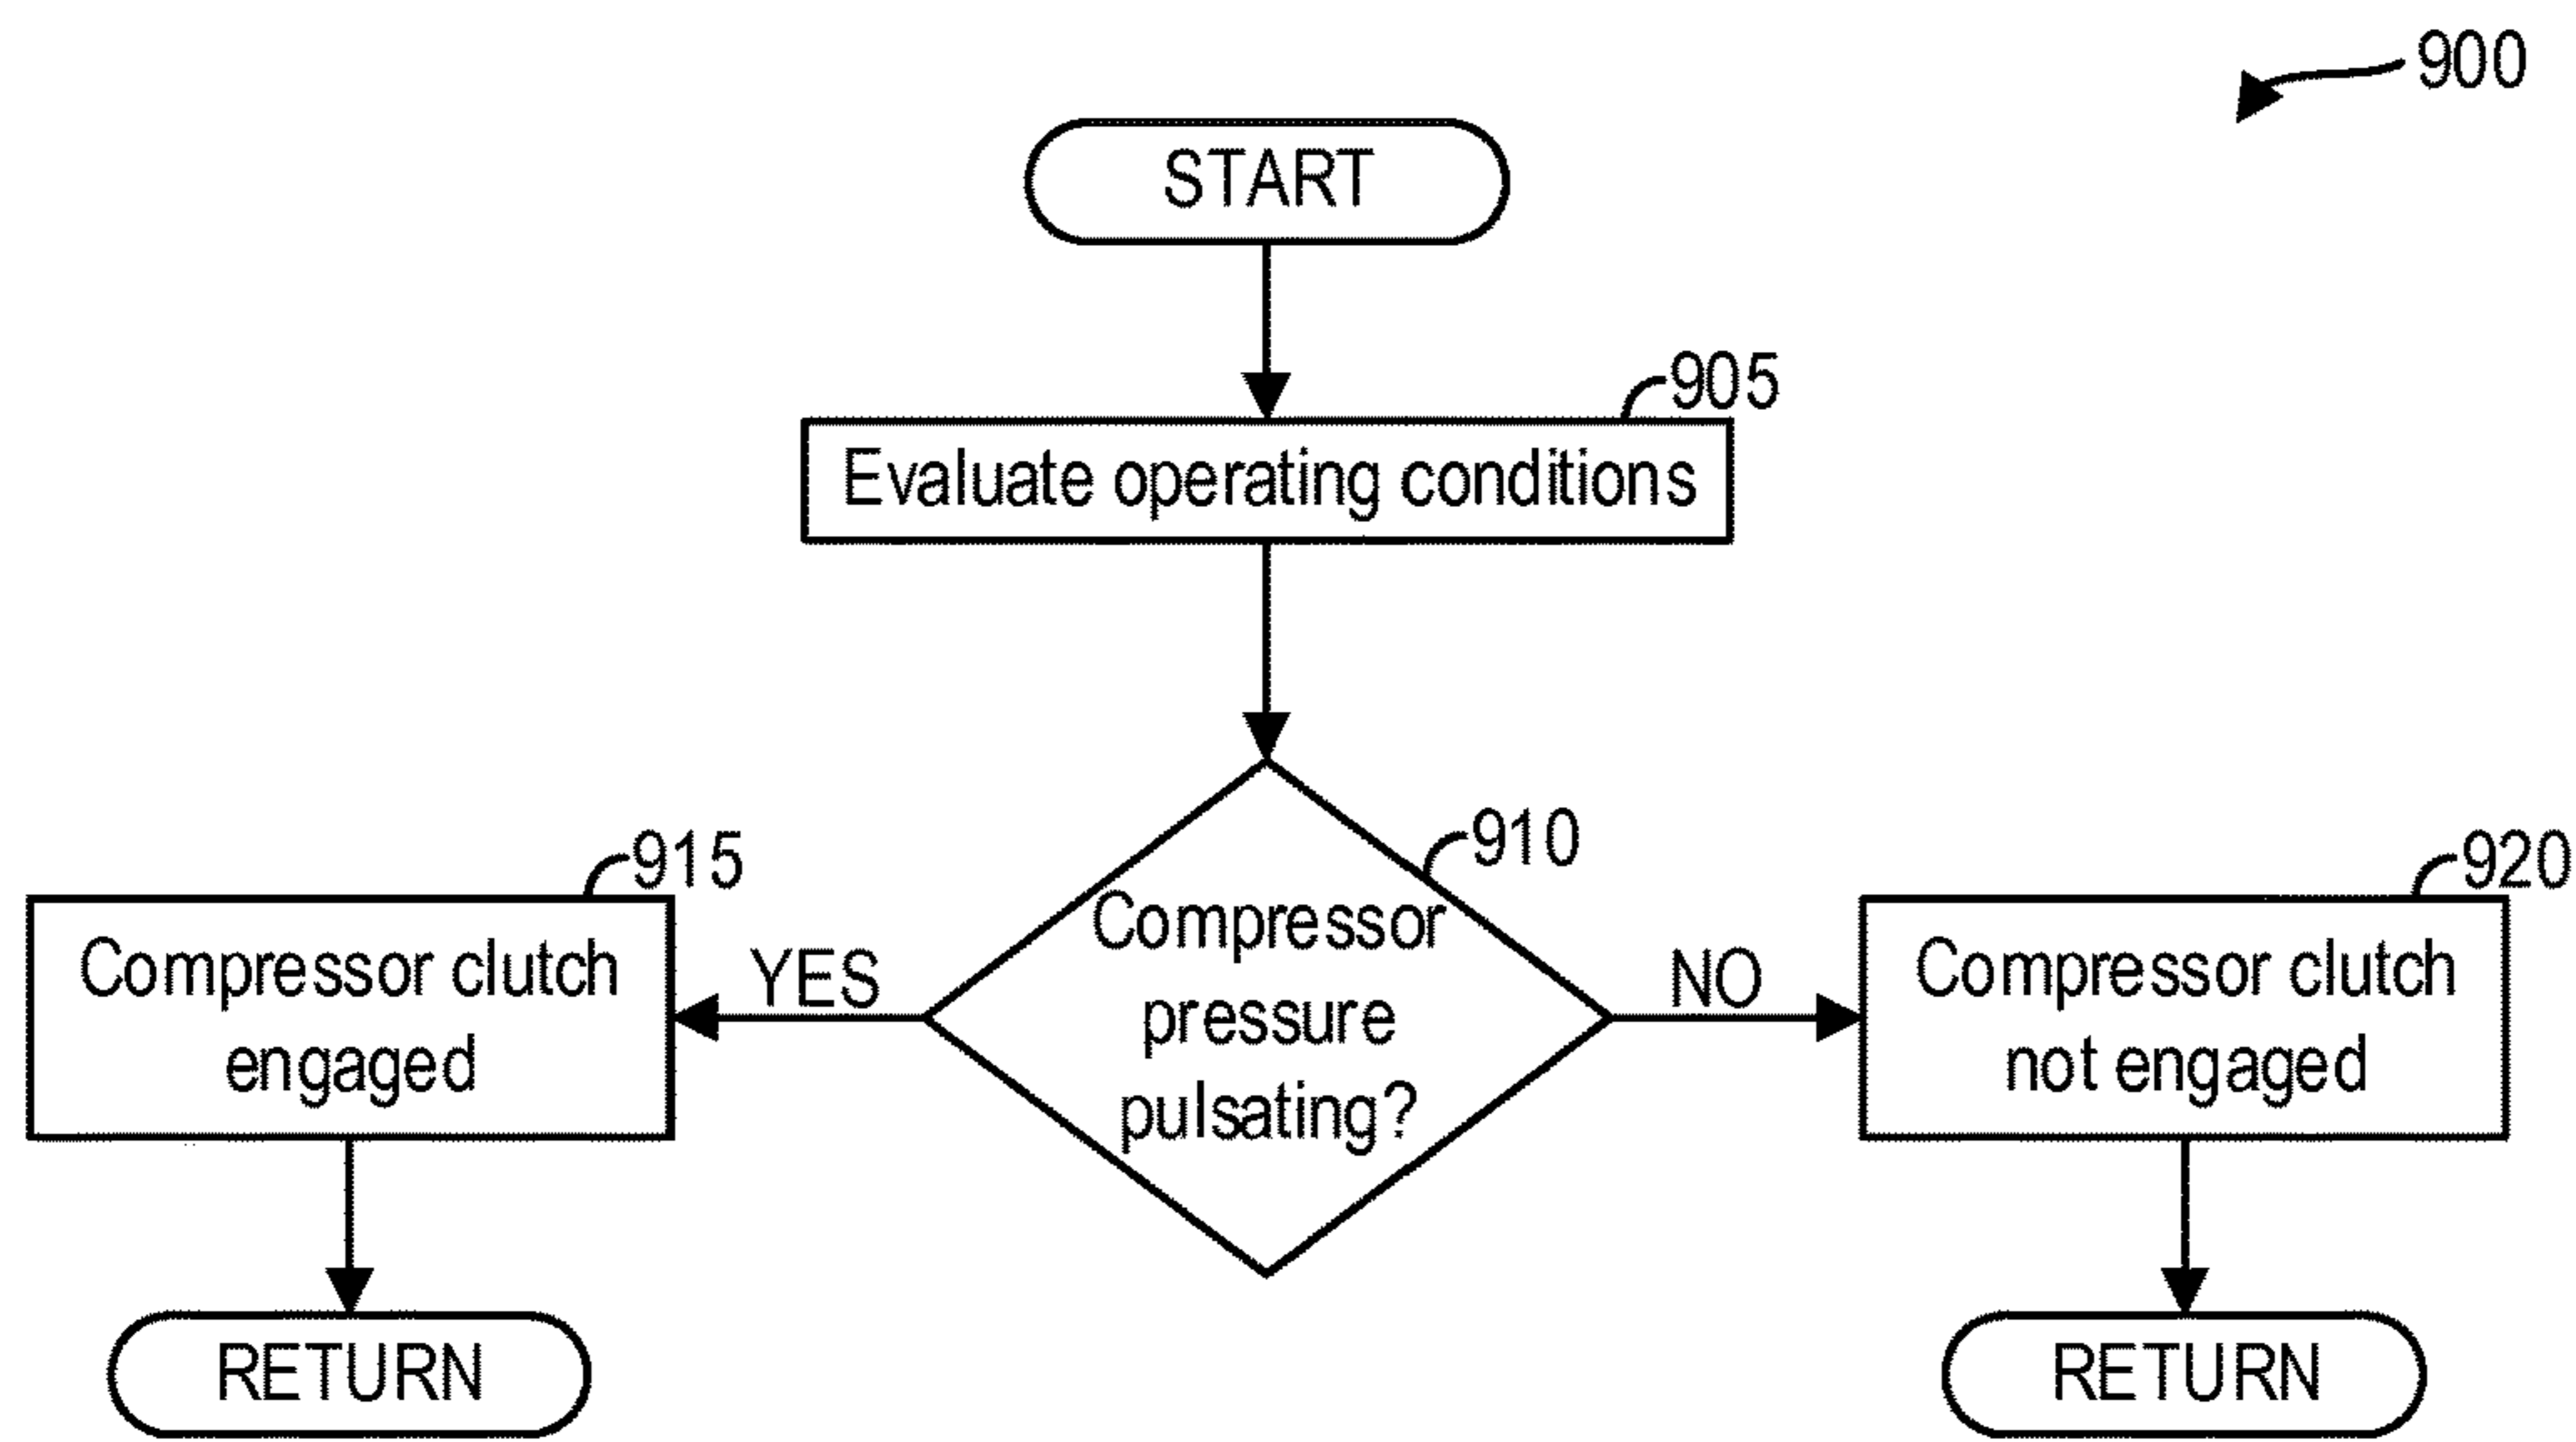 900
START
905
Evaluate operating conditions
910
Compressor
pressure
pulsating?
YES
NO
915
Compressor clutch
engaged
920
Compressor clutch
not engaged
RETURN
RETURN